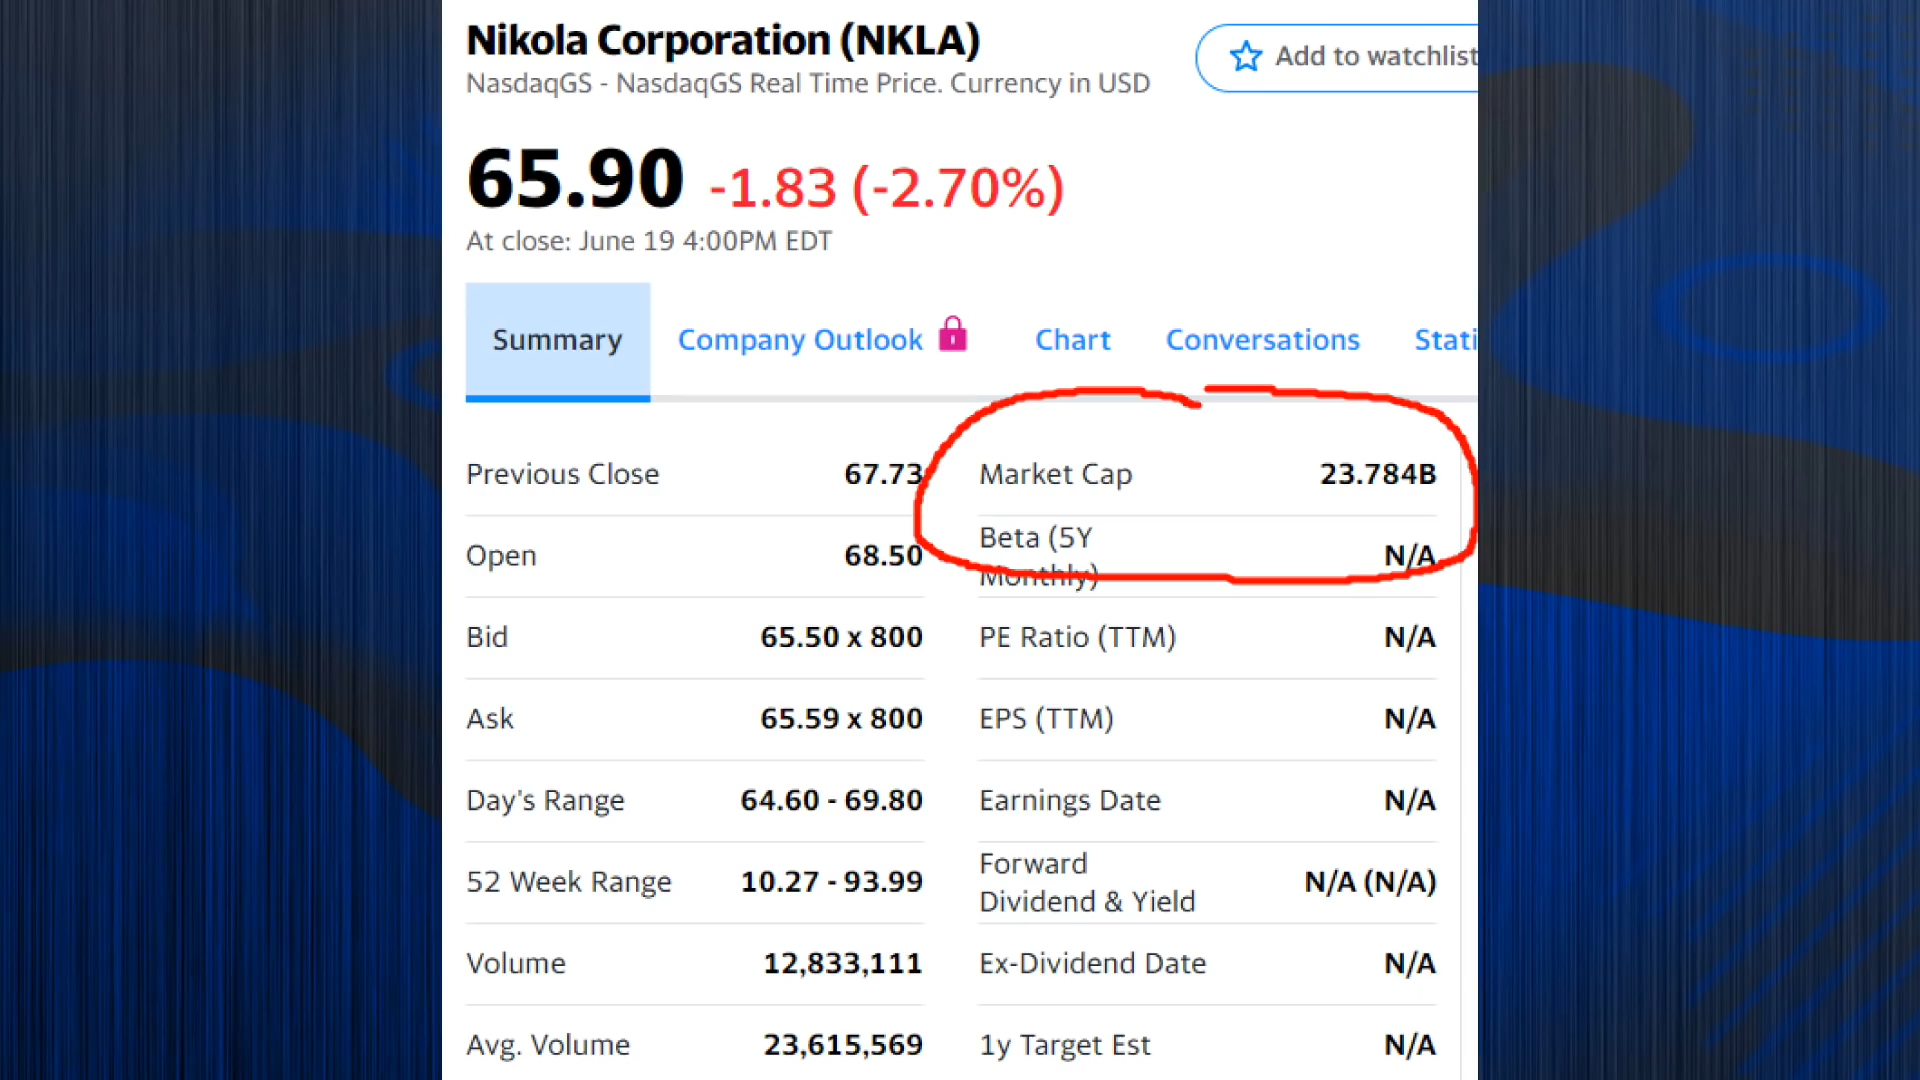 Nikola Corporation (NKLA)
NasdaqGS - NasdaqGS Real Time Price. Currency in USD
Add to watchlist
65.90 -1.83 (-2.70%)
At close: June 19 4:00PM EDT
Summary Company Outlook Chart Conversations Stati
Previous Close 67.73
Open 68.50
Bid 65.50 x 800
Ask 65.59 x 800
Day's Range 64.60 - 69.80
52 Week Range 10.27 - 93.99
Volume 12,833,111
Avg. Volume 23,615,569
Market Cap 23.784B
Beta (5Y
Monthly) N/A
PE Ratio (TTM) N/A
EPS (TTM) N/A
Earnings Date N/A
Forward
Dividend & Yield N/A (N/A)
Ex-Dividend Date N/A
1y Target Est N/A